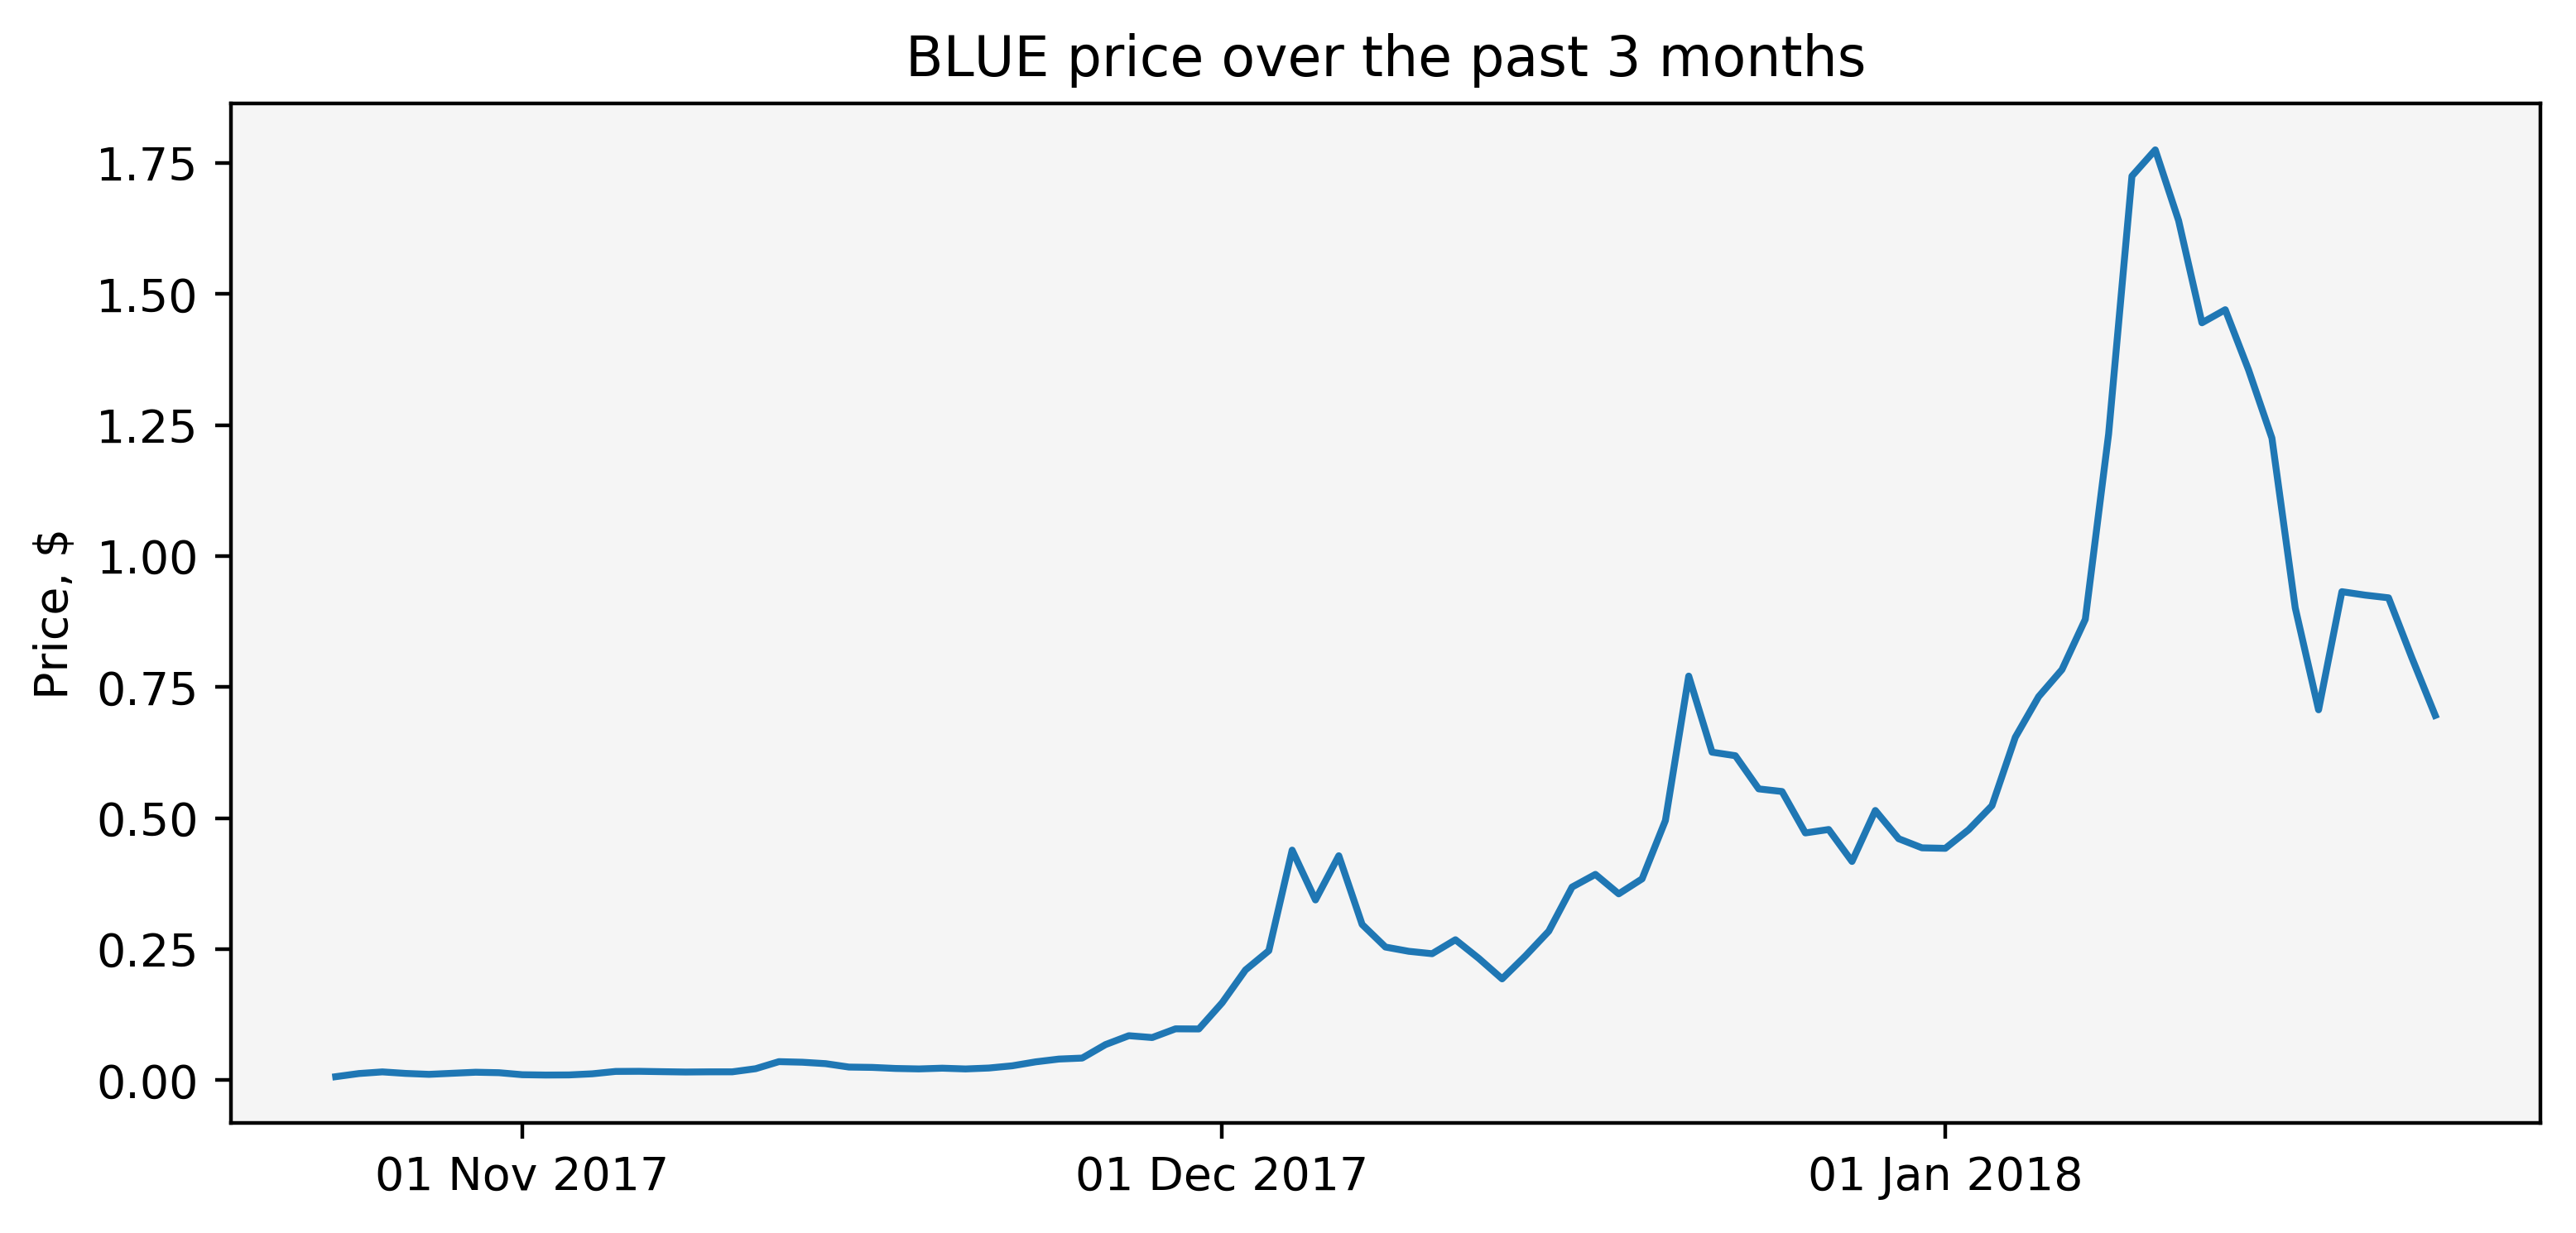 BLUE price over the past 3 months
Price, $
1.75
1.50
1.25
1.00
0.75
0.50
0.25
0.00
01 Nov 2017
01 Dec 2017
01 Jan 2018